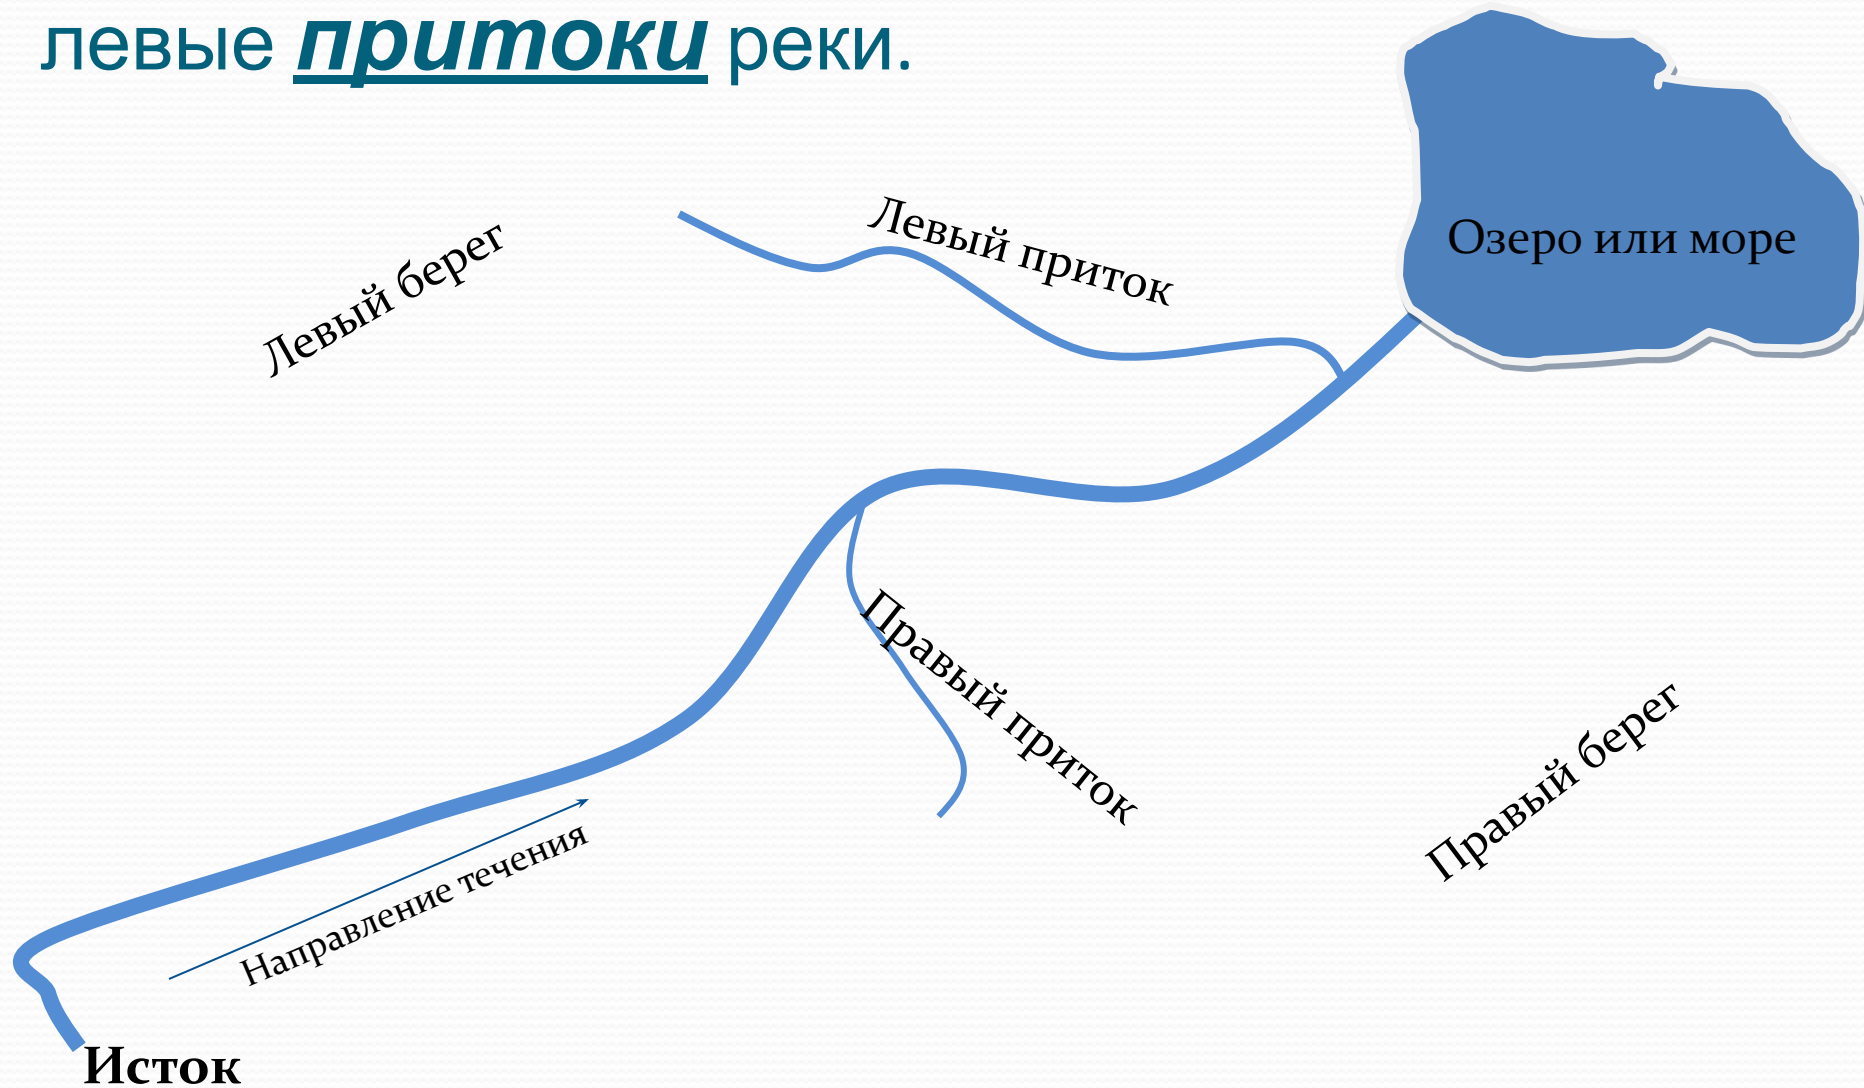 левые притоки реки.
Левый берег
Левый приток
Озеро или море
Правый приток
Правый берег
Направление течения
Исток